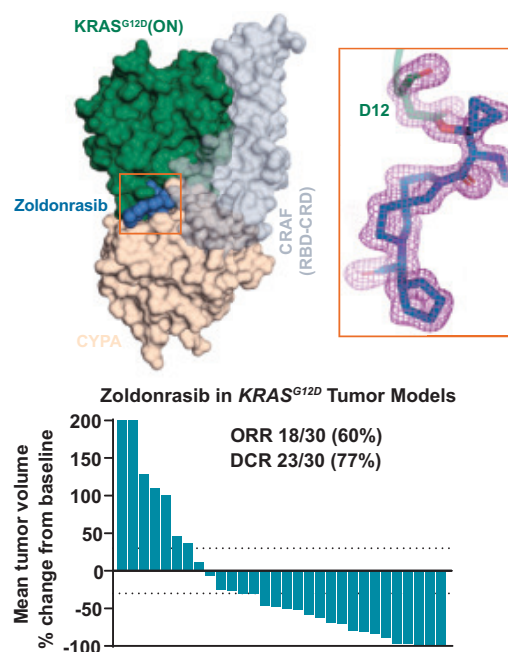 KRASG12D(ON)
D12
Zoldonrasib
CRAF
(RBD-CRD)
CYPA
Zoldonrasib in KRASG12D Tumor Models
ORR 18/30 (60%)
DCR 23/30 (77%)
Mean tumor volume
% change from baseline
200
150
100
50
0
-50
-100